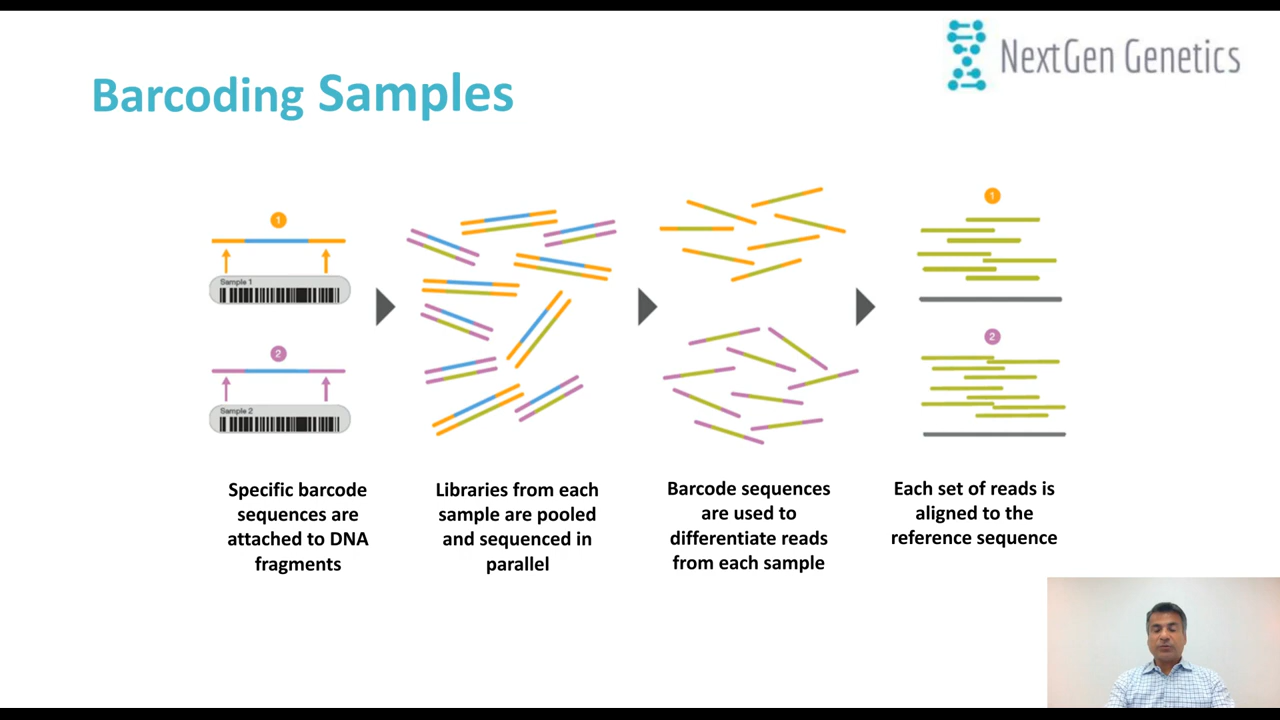 NextGen Genetics
Barcoding Samples
1
Sample 1
2
Sample 2
1
2
Specific barcode
sequences are
attached to DNA
fragments
Libraries from each
sample are pooled
and sequenced in
parallel
Barcode sequences
are used to
differentiate reads
from each sample
Each set of reads is
aligned to the
reference sequence